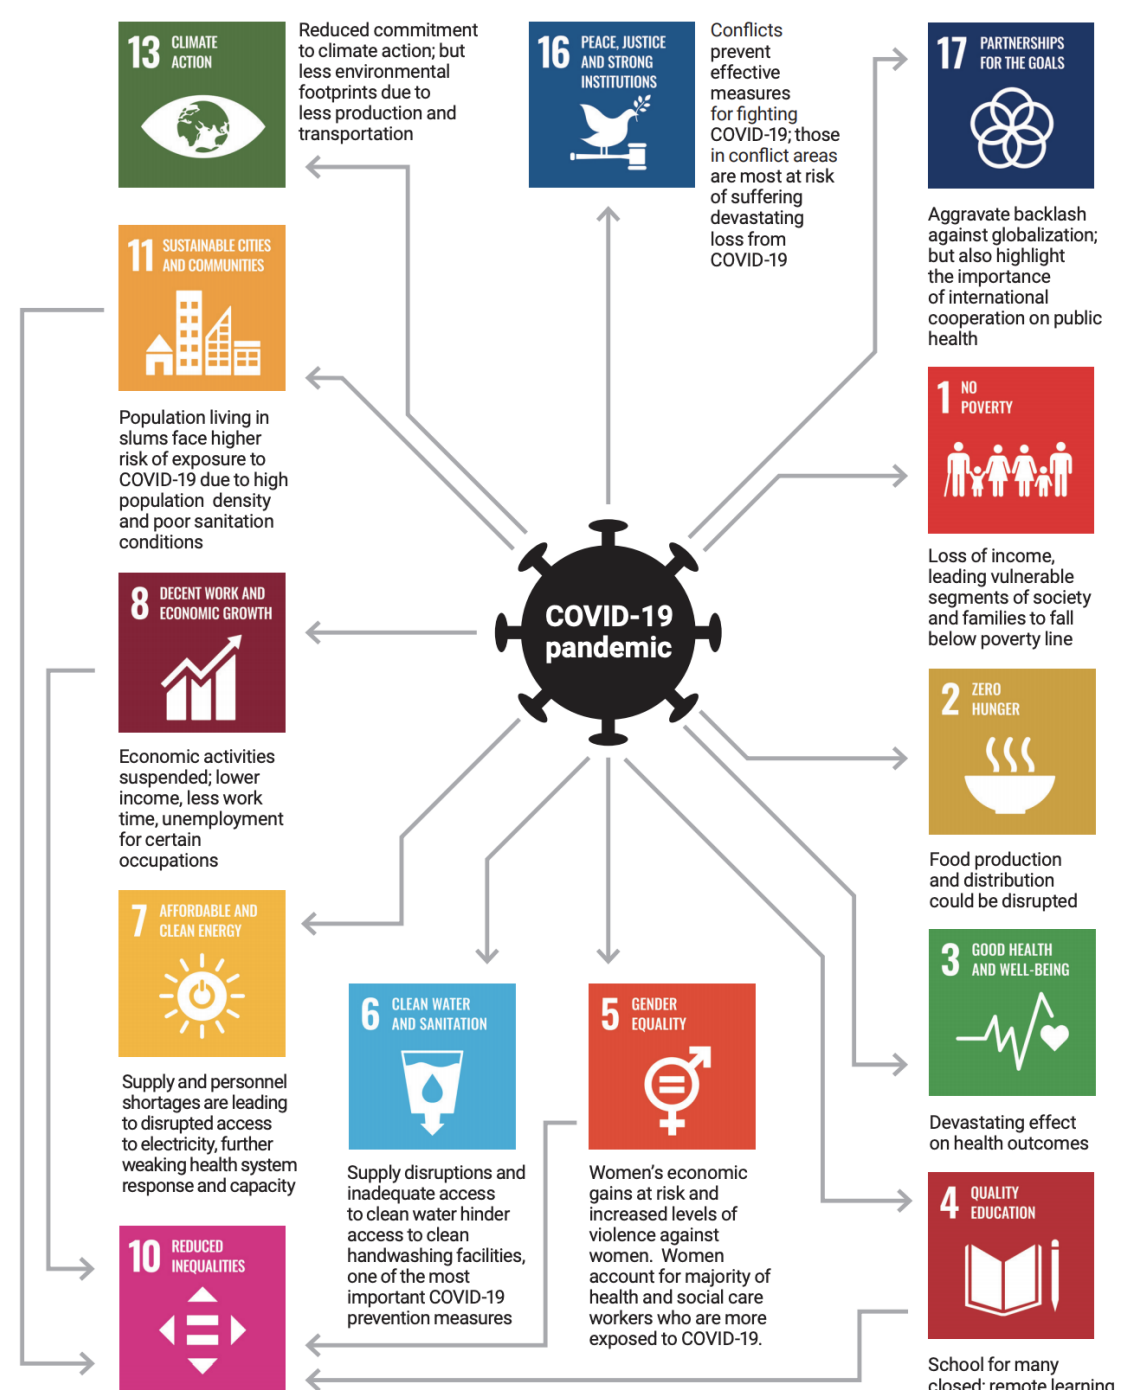 13 CLIMATE
ACTION
Reduced commitment
to climate action; but
less environmental
footprints due to
less production and
transportation
16 PEACE, JUSTICE
AND STRONG
INSTITUTIONS
Conflicts
prevent
effective
measures
for fighting
COVID-19; those
in conflict areas
are most at risk
of suffering
devastating
loss from
COVID-19
17 PARTNERSHIPS
FOR THE GOALS
Aggravate backlash
against globalization;
but also highlight
the importance
of international
cooperation on public
health
11 SUSTAINABLE CITIES
AND COMMUNITIES
Population living in
slums face higher
risk of exposure to
COVID-19 due to high
population density
and poor sanitation
conditions
1 NO
POVERTY
Loss of income,
leading vulnerable
segments of society
and families to fall
below poverty line
COVID-19
pandemic
8 DECENT WORK AND
ECONOMIC GROWTH
Economic activities
suspended; lower
income, less work
time, unemployment
for certain
occupations
2 ZERO
HUNGER
Food production
and distribution
could be disrupted
7 AFFORDABLE AND
CLEAN ENERGY
Supply and personnel
shortages are leading
to disrupted access
to electricity, further
weaking health system
response and capacity
6 CLEAN WATER
AND SANITATION
Supply disruptions and
inadequate access
to clean water hinder
access to clean
handwashing facilities,
one of the most
important COVID-19
prevention measures
5 GENDER
EQUALITY
Women's economic
gains at risk and
increased levels of
violence against
women. Women
account for majority of
health and social care
workers who are more
exposed to COVID-19.
3 GOOD HEALTH
AND WELL-BEING
Devastating effect
on health outcomes
4 QUALITY
EDUCATION
School for many
closed; remote learning
10 REDUCED
INEQUALITIES